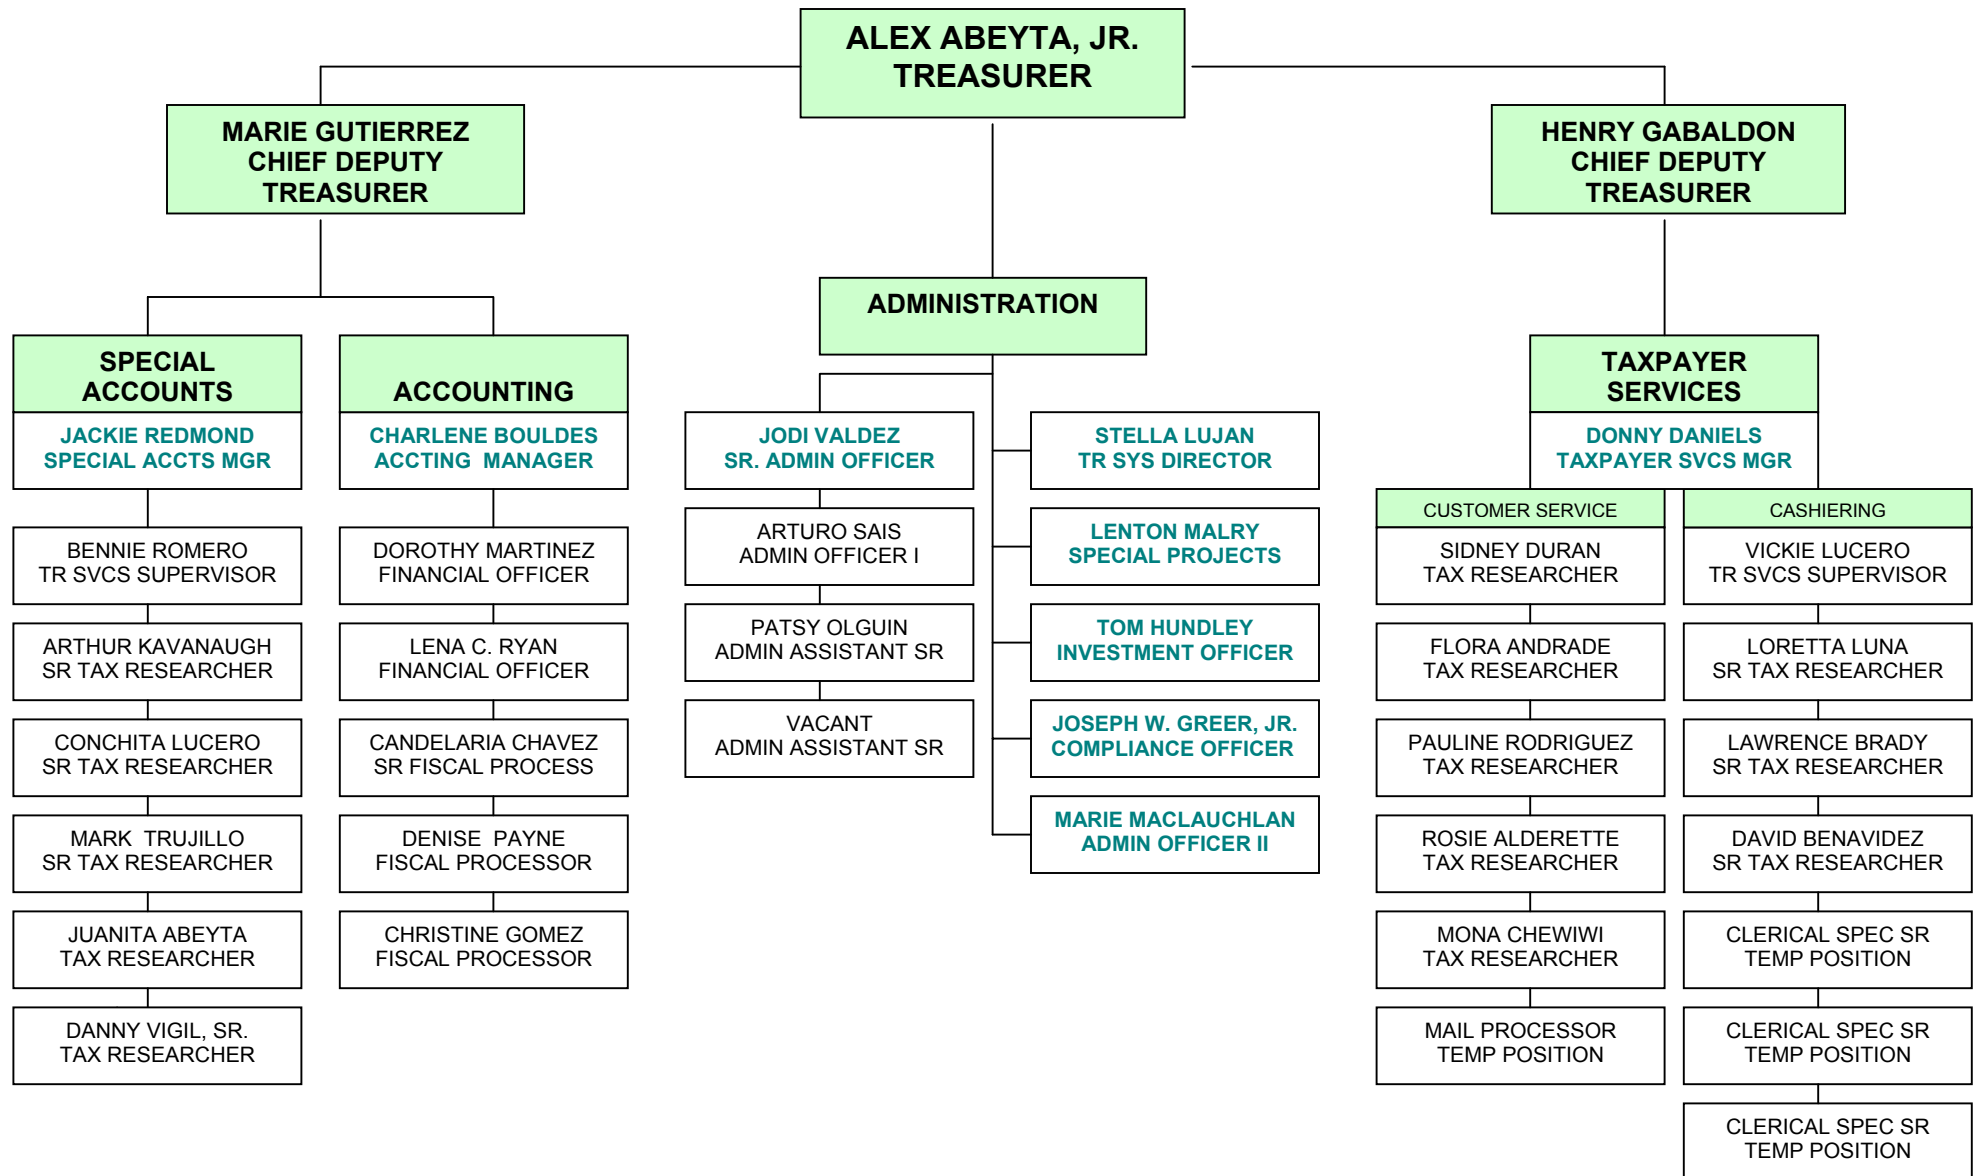 ALEX ABEYTA, JR.
TREASURER
MARIE GUTIERREZ
CHIEF DEPUTY
TREASURER
HENRY GABALDON
CHIEF DEPUTY
TREASURER
ADMINISTRATION
SPECIAL
ACCOUNTS
JACKIE REDMOND
SPECIAL ACCTS MGR
BENNIE ROMERO
TR SVCS SUPERVISOR
ARTHUR KAVANAUGH
SR TAX RESEARCHER
CONCHITA LUCERO
SR TAX RESEARCHER
MARK TRUJILLO
SR TAX RESEARCHER
JUANITA ABEYTA
TAX RESEARCHER
DANNY VIGIL, SR.
TAX RESEARCHER
ACCOUNTING
CHARLENE BOULDES
ACCTING MANAGER
DOROTHY MARTINEZ
FINANCIAL OFFICER
LENA C. RYAN
FINANCIAL OFFICER
CANDELARIA CHAVEZ
SR FISCAL PROCESS
DENISE PAYNE
FISCAL PROCESSOR
CHRISTINE GOMEZ
FISCAL PROCESSOR
JODI VALDEZ
SR. ADMIN OFFICER
ARTURO SAIS
ADMIN OFFICER I
PATSY OLGUIN
ADMIN ASSISTANT SR
VACANT
ADMIN ASSISTANT SR
STELLA LUJAN
TR SYS DIRECTOR
LENTON MALRY
SPECIAL PROJECTS
TOM HUNDLEY
INVESTMENT OFFICER
JOSEPH W. GREER, JR.
COMPLIANCE OFFICER
MARIE MACLAUCHLAN
ADMIN OFFICER II
TAXPAYER
SERVICES
DONNY DANIELS
TAXPAYER SVCS MGR
CUSTOMER SERVICE
SIDNEY DURAN
TAX RESEARCHER
FLORA ANDRADE
TAX RESEARCHER
PAULINE RODRIGUEZ
TAX RESEARCHER
ROSIE ALDERETTE
TAX RESEARCHER
MONA CHEWIWI
TAX RESEARCHER
MAIL PROCESSOR
TEMP POSITION
CASHIERING
VICKIE LUCERO
TR SVCS SUPERVISOR
LORETTA LUNA
SR TAX RESEARCHER
LAWRENCE BRADY
SR TAX RESEARCHER
DAVID BENAVIDEZ
SR TAX RESEARCHER
CLERICAL SPEC SR
TEMP POSITION
CLERICAL SPEC SR
TEMP POSITION
CLERICAL SPEC SR
TEMP POSITION